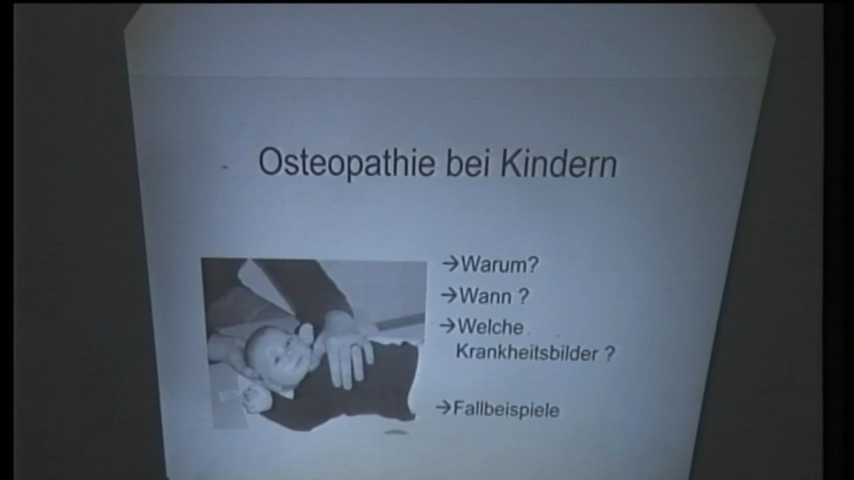 Osteopathie bei Kindern
→Warum?
→Wann ?
→Welche
Krankheitsbilder ?
→Fallbeispiele